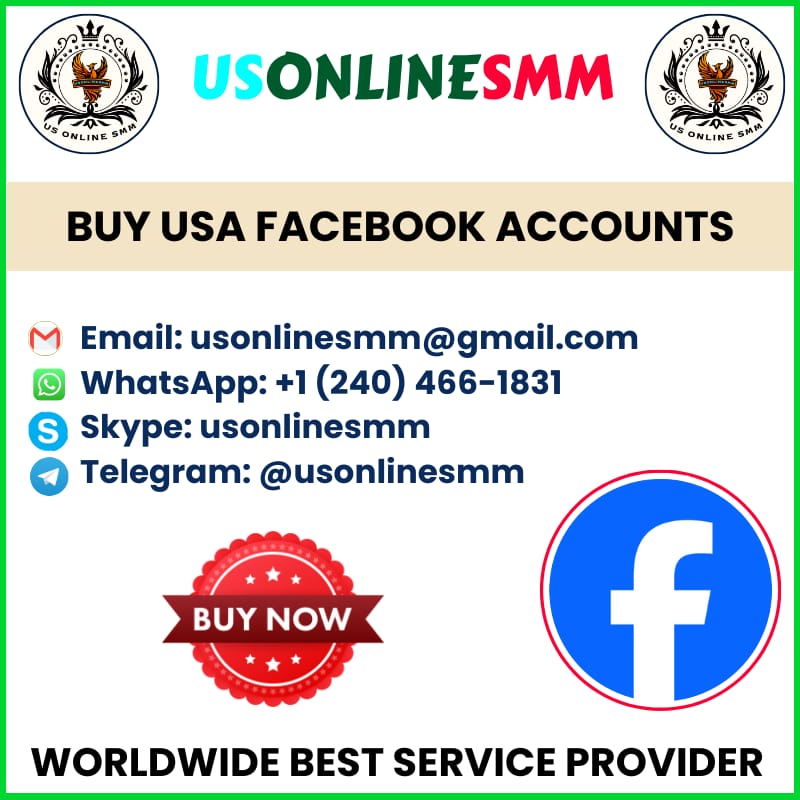 USONLINESMM
US ONLINE SMM
US ONLINE SMM
BUY USA FACEBOOK ACCOUNTS
Email: usonlinesmm@gmail.com
WhatsApp: +1 (240) 466-1831
Skype: usonlinesmm
Telegram: @usonlinesmm
BUY NOW
WORLDWIDE BEST SERVICE PROVIDER